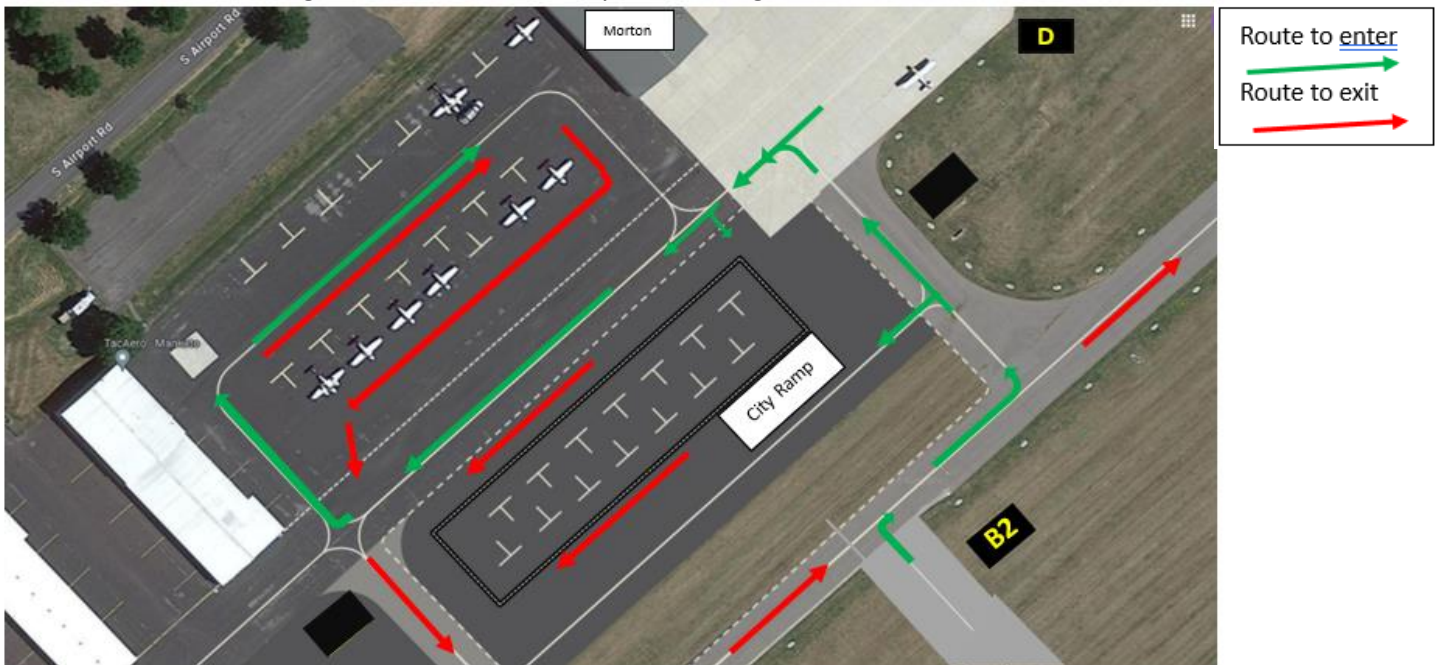 S Airport Rd
Morton
D
Route to enter
Route to exit
S Airport Rd
TacAero
City Ramp
B2